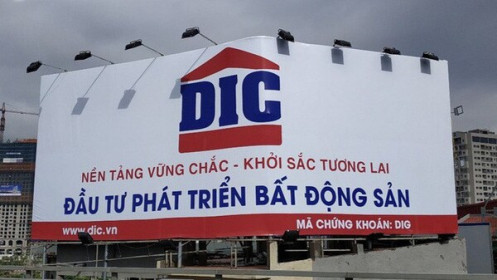 DIC
NỀN TẢNG VỮNG CHẮC - KHỞI SẮC TƯƠNG LAI
ĐẦU TƯ PHÁT TRIỂN BẤT ĐỘNG SẢN
www.dic.vn MÃ CHỨNG KHOÁN: DIG